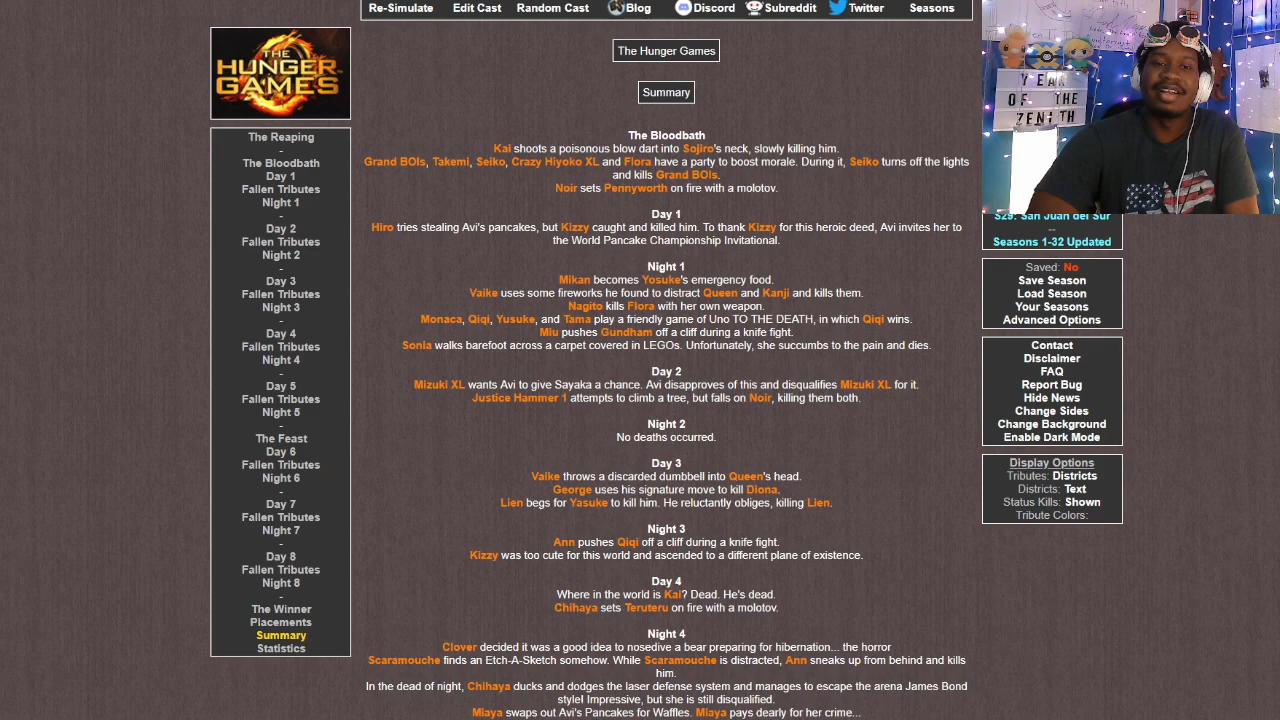 Re-Simulate Edit Cast Random Cast Blog Discord Subreddit Twitter Seasons
THE
HUNGER
GAMES
The Reaping
-
The Bloodbath
Day 1
Fallen Tributes
Night 1
-
Day 2
Fallen Tributes
Night 2
-
Day 3
Fallen Tributes
Night 3
-
Day 4
Fallen Tributes
Night 4
-
Day 5
Fallen Tributes
Night 5
-
The Feast
Day 6
Fallen Tributes
Night 6
-
Day 7
Fallen Tributes
Night 7
-
Day 8
Fallen Tributes
Night 8
-
The Winner
Placements
Summary
Statistics
The Hunger Games
Summary
The Bloodbath
Kai shoots a poisonous blow dart into Sojiro's neck, slowly killing him.
Grand BOIs, Takemi, Seiko, Crazy Hiyoko XL and Flora have a party to boost morale. During it, Seiko turns off the lights
and kills Grand BOIs.
Noir sets Pennyworth on fire with a molotov.
Day 1
Hiro tries stealing Avi's pancakes, but Kizzy caught and killed him. To thank Kizzy for this heroic deed, Avi invites her to
the World Pancake Championship Invitational.
Night 1
Mikan becomes Yosuke's emergency food.
Vaike uses some fireworks he found to distract Queen and Kanji and kills them.
Nagito kills Flora with her own weapon.
Monaca, Qiqi, Yusuke, and Tama play a friendly game of Uno TO THE DEATH, in which Qiqi wins.
Miu pushes Gundham off a cliff during a knife fight.
Sonia walks barefoot across a carpet covered in LEGOs. Unfortunately, she succumbs to the pain and dies.
Day 2
Mizuki XL wants Avi to give Sayaka a chance. Avi disapproves of this and disqualifies Mizuki XL for it.
Justice Hammer 1 attempts to climb a tree, but falls on Noir, killing them both.
Night 2
No deaths occurred.
Day 3
Vaike throws a discarded dumbbell into Queen's head.
George uses his signature move to kill Diona.
Lien begs for Yasuke to kill him. He reluctantly obliges, killing Lien.
Night 3
Ann pushes Qiqi off a cliff during a knife fight.
Kizzy was too cute for this world and ascended to a different plane of existence.
Day 4
Where in the world is Kai? Dead. He's dead.
Chihaya sets Teruteru on fire with a molotov.
Night 4
Clover decided it was a good idea to nosedive a bear preparing for hibernation... the horror
Scaramouche finds an Etch-A-Sketch somehow. While Scaramouche is distracted, Ann sneaks up from behind and kills
him.
In the dead of night, Chihaya ducks and dodges the laser defense system and manages to escape the arena James Bond
style! Impressive, but she is still disqualified.
Miaya swaps out Avi's Pancakes for Waffles. Miaya pays dearly for her crime...
YEAR
OF THE
ZENITH
S29: San Juan del Sur
--
Seasons 1-32 Updated
Saved: No
Save Season
Load Season
Your Seasons
Advanced Options
Contact
Disclaimer
FAQ
Report Bug
Hide News
Change Sides
Change Background
Enable Dark Mode
Display Options
Tributes: Districts
Districts: Text
Status Kills: Shown
Tribute Colors: